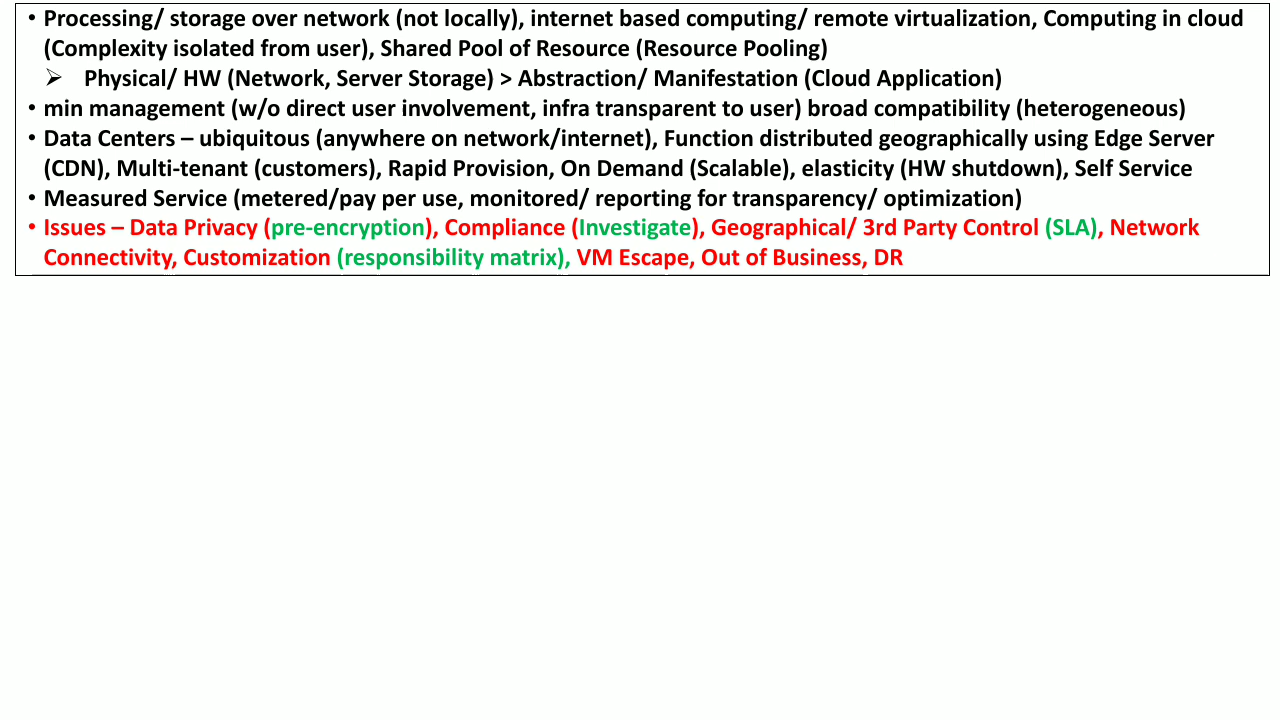 • Processing/ storage over network (not locally), internet based computing/ remote virtualization, Computing in cloud
(Complexity isolated from user), Shared Pool of Resource (Resource Pooling)
➢ Physical/ HW (Network, Server Storage) > Abstraction/ Manifestation (Cloud Application)
• min management (w/o direct user involvement, infra transparent to user) broad compatibility (heterogeneous)
• Data Centers – ubiquitous (anywhere on network/internet), Function distributed geographically using Edge Server
(CDN), Multi-tenant (customers), Rapid Provision, On Demand (Scalable), elasticity (HW shutdown), Self Service
• Measured Service (metered/pay per use, monitored/ reporting for transparency/ optimization)
• Issues – Data Privacy (pre-encryption), Compliance (Investigate), Geographical/ 3rd Party Control (SLA), Network
Connectivity, Customization (responsibility matrix), VM Escape, Out of Business, DR